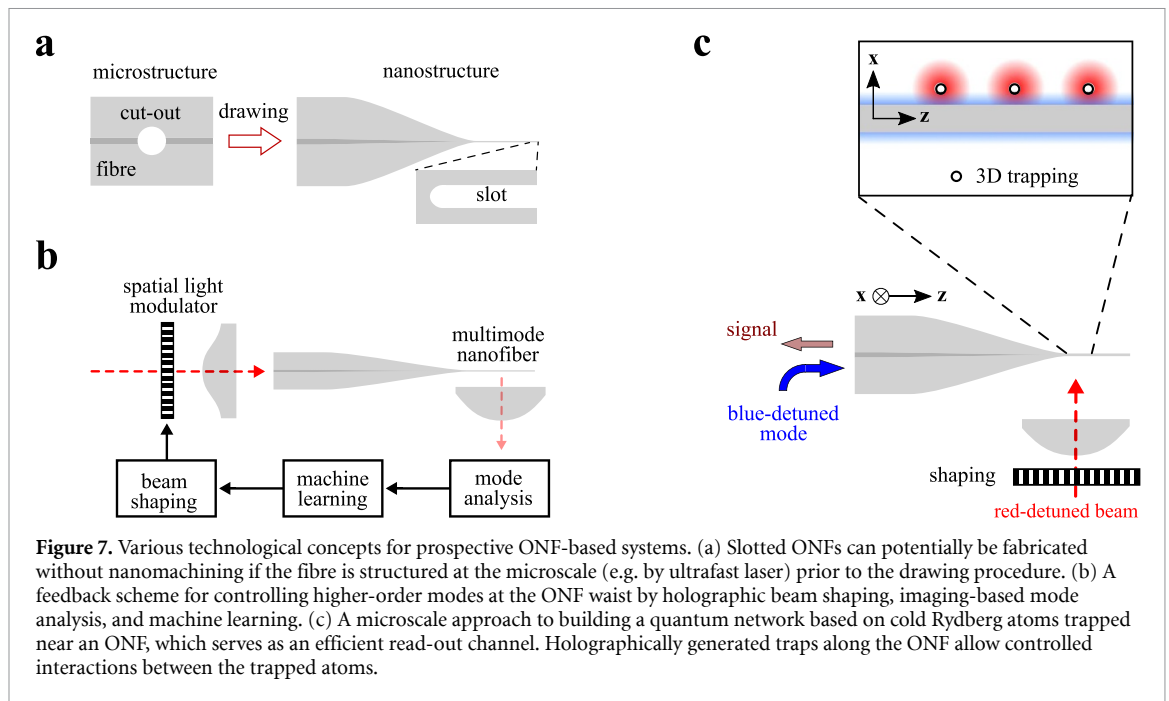 a
microstructure
nanostructure
cut-out
drawing
fibre
slot
b
spatial light
modulator
multimode
nanofiber
beam
shaping
machine
learning
mode
analysis
c
x
z
3D trapping
x
z
signal
blue-detuned
mode
shaping
red-detuned beam
Figure 7. Various technological concepts for prospective ONF-based systems. (a) Slotted ONFs can potentially be fabricated
without nanomachining if the fibre is structured at the microscale (e.g. by ultrafast laser) prior to the drawing procedure. (b) A
feedback scheme for controlling higher-order modes at the ONF waist by holographic beam shaping, imaging-based mode
analysis, and machine learning. (c) A microscale approach to building a quantum network based on cold Rydberg atoms trapped
near an ONF, which serves as an efficient read-out channel. Holographically generated traps along the ONF allow controlled
interactions between the trapped atoms.